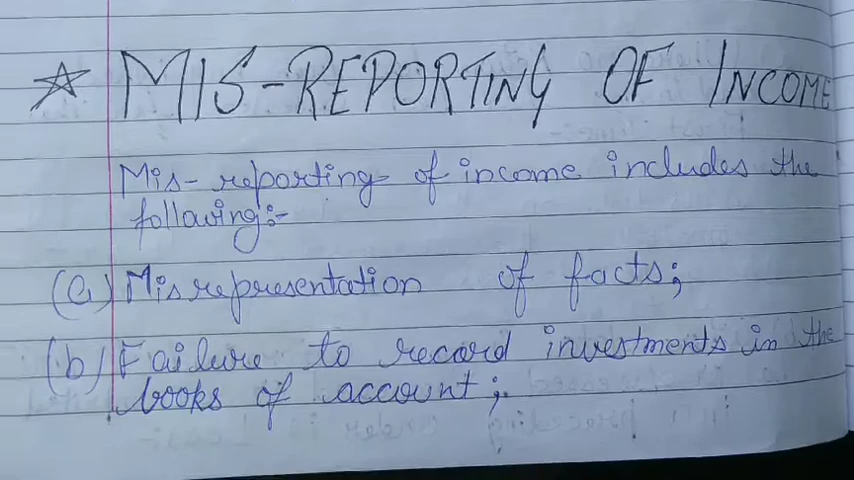 ☆ MIS-REPORTING OF INCOME
Mis-reporting of income includes the
following:-
(a) Misrepresentation of facts;
(b) Failure to record investments in the
books of account;